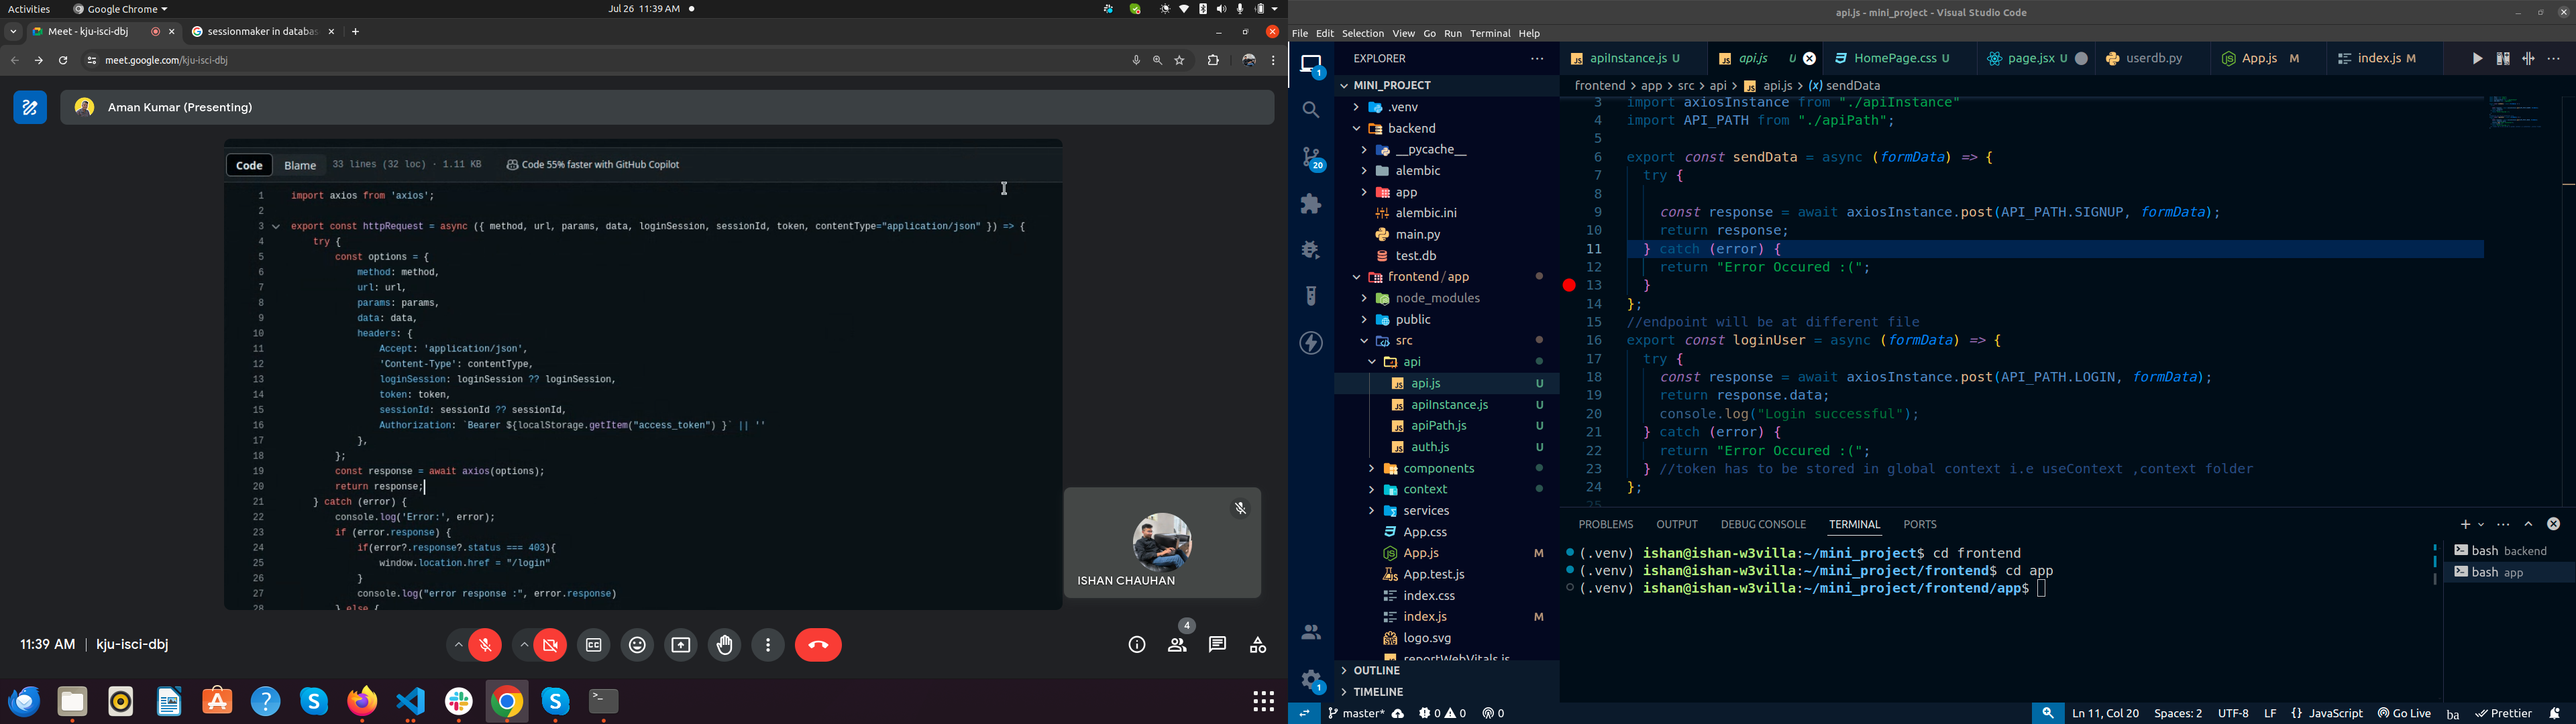 Activities
Google Chrome
Jul 26 11:39 AM
Meet - kju-isci-dbj
sessionmaker in databas
meet.google.com/kju-isci-dbj
Aman Kumar (Presenting)
Code
Blame
33 lines (32 loc) · 1.11 KB
Code 55% faster with GitHub Copilot
1 import axios from 'axios';
2
3 export const httpRequest = async ({ method, url, params, data, loginSession, sessionId, token, contentType="application/json" }) => {
4 try {
5 const options = {
6 method: method,
7 url: url,
8 params: params,
9 data: data,
10 headers: {
11 Accept: 'application/json',
12 'Content-Type': contentType,
13 loginSession: loginSession ?? loginSession,
14 token: token,
15 sessionId: sessionId ?? sessionId,
16 Authorization: `Bearer ${localStorage.getItem("access_token") }` || ''
17 },
18 };
19 const response = await axios(options);
20 return response;
21 } catch (error) {
22 console.log('Error:', error);
23 if (error.response) {
24 if(error?.response?.status === 403){
25 window.location.href = "/login"
26 }
27 console.log("error response :", error.response)
28 } else {
ISHAN CHAUHAN
11:39 AM | kju-isci-dbj
4
api.js - mini_project - Visual Studio Code
File Edit Selection View Go Run Terminal Help
1
20
1
EXPLORER
MINI_PROJECT
.venv
backend
__pycache__
alembic
app
alembic.ini
main.py
test.db
frontend/app
node_modules
public
src
api
api.js U
apiInstance.js U
apiPath.js U
auth.js U
components
context
services
App.css
App.js M
App.test.js
index.css
index.js M
logo.svg
reportWebVitals.js
OUTLINE
TIMELINE
apiInstance.js U
api.js U
HomePage.css U
page.jsx U
userdb.py
App.js M
index.js M
frontend > app > src > api > api.js > sendData
3 import axiosInstance from "./apiInstance"
4 import API_PATH from "./apiPath";
5
6 export const sendData = async (formData) => {
7 try {
8
9 const response = await axiosInstance.post(API_PATH.SIGNUP, formData);
10 return response;
11 } catch (error) {
12 return "Error Occured :(";
13 }
14 };
15 //endpoint will be at different file
16 export const loginUser = async (formData) => {
17 try {
18 const response = await axiosInstance.post(API_PATH.LOGIN, formData);
19 return response.data;
20 console.log("Login successful");
21 } catch (error) {
22 return "Error Occured :(";
23 } //token has to be stored in global context i.e useContext ,context folder
24 };
25
PROBLEMS OUTPUT DEBUG CONSOLE TERMINAL PORTS
(.venv) ishan@ishan-w3villa:~/mini_project$ cd frontend
(.venv) ishan@ishan-w3villa:~/mini_project/frontend$ cd app
(.venv) ishan@ishan-w3villa:~/mini_project/frontend/app$
bash backend
bash app
master*
0 0
0
Ln 11, Col 20
Spaces: 2
UTF-8
LF
{} JavaScript
Go Live
ba
Prettier